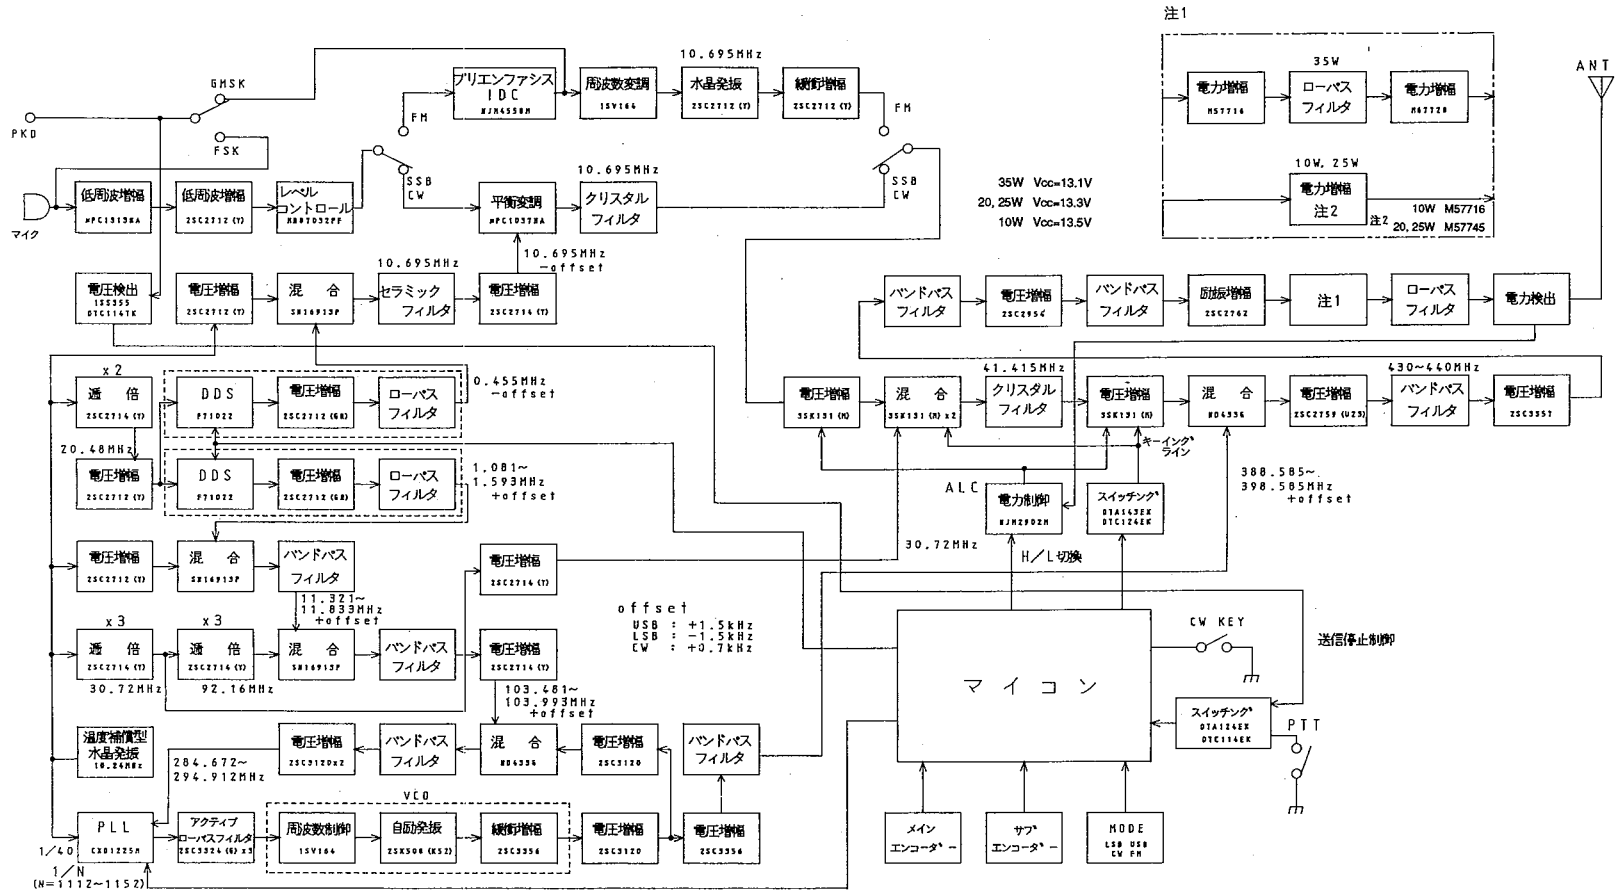 注1
10.695MHz
35W
ANT
GMSK
プリエンファシス
IDC
NJM4558M
周波数変調
1SV164
水晶発振
2SC2712(Y)
緩衝増幅
2SC2712(Y)
電力増幅
M57716
ローパス
フィルタ
電力増幅
M67728
PKD
FM
FM
FSK
10W, 25W
10.695MHz
低周波増幅
低周波増幅
2SC2712(Y)
レベル
コントロール
SSB
CW
平衡変調
クリスタル
フィルタ
SSB
CW
35W Vcc=13.1V
20, 25W Vcc=13.3V
10W Vcc=13.5V
電力増幅
注2
注2
10W M57716
20, 25W M57745
マイク
10.695MHz
10.695MHz
-offset
電圧検出
1SS355
DTC114TK
電圧増幅
2SC2712(Y)
混 合
SN16913P
セラミック
フィルタ
電圧増幅
2SC2714(Y)
バンドパス
フィルタ
電圧増幅
バンドパス
フィルタ
励振増幅
2SC2762
注1
ローパス
フィルタ
電力検出
x2
逓 倍
2SC2714(Y)
DDS
F71022
電圧増幅
2SC2712(GR)
ローパス
フィルタ
0.455MHz
-offset
電圧増幅
3SK131(M)
混 合
3SK131(M)x2
41.415MHz
クリスタル
フィルタ
電圧増幅
3SK131(M)
混 合
ND4336
電圧増幅
2SC2759(U23)
430~440MHz
バンドパス
フィルタ
電圧増幅
2SC3357
20.48MHz
電圧増幅
2SC2712(Y)
DDS
F71022
電圧増幅
2SC2712(GR)
ローパス
フィルタ
1.081~
1.593MHz
+offset
キーイング
ライン
ALC
電力制御
NJM2902M
スイッチング
DTA143EK
DTC124EK
388.585~
398.585MHz
+offset
電圧増幅
2SC2712(Y)
混 合
SN16913P
バンドパス
フィルタ
電圧増幅
2SC2714(Y)
30.72MHz
H/L切換
11.321~
11.833MHz
+offset
x3
逓 倍
2SC2714(Y)
x3
逓 倍
2SC2714(Y)
混 合
SN16913P
バンドパス
フィルタ
電圧増幅
2SC2714(Y)
offset
USB : +1.5kHz
LSB : -1.5kHz
CW : +0.7kHz
マイコン
CW KEY
送信停止制御
30.72MHz
92.16MHz
103.481~
103.993MHz
+offset
スイッチング
DTA124EK
DTC114EK
PTT
温度補償型
水晶発振
10.24MHz
284.672~
294.912MHz
電圧増幅
2SC3120x2
バンドパス
フィルタ
混 合
ND4336
電圧増幅
2SC3120
バンドパス
フィルタ
VCO
PLL
CXD1225M
アクティブ
ローパスフィルタ
2SC3324(G)x3
周波数制御
1SV164
自励発振
2SK508(K52)
緩衝増幅
2SC3356
電圧増幅
2SC3120
電圧増幅
2SC3356
メイン
エンコーダー
サブ
エンコーダー
MODE
LSB USB
CW FM
1/40
1/N
(N=1112~1152)